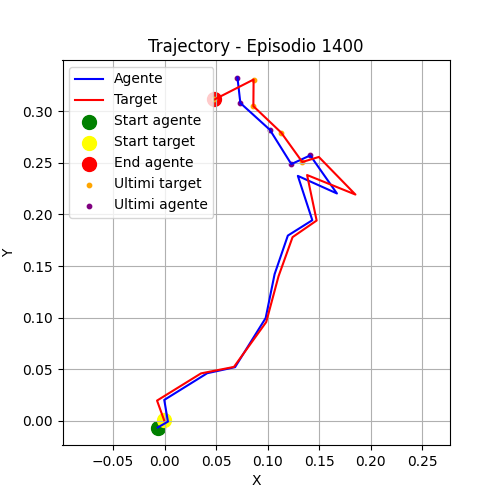 Trajectory - Episodio 1400
Agente
Target
Start agente
Start target
End agente
Ultimi target
Ultimi agente
0.30
0.25
0.20
0.15
0.10
0.05
0.00
Y
−0.05 0.00 0.05 0.10 0.15 0.20 0.25
X